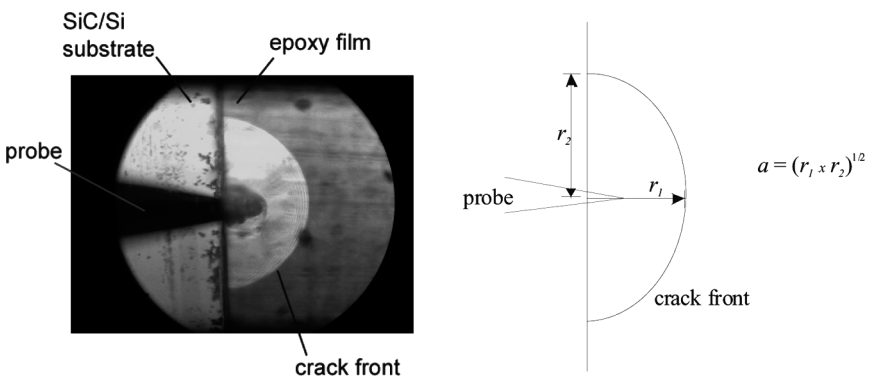 SiC/Si
substrate
epoxy film
probe
crack front
r₂
r₁
probe
a = (r₁ x r₂)^1/2
crack front